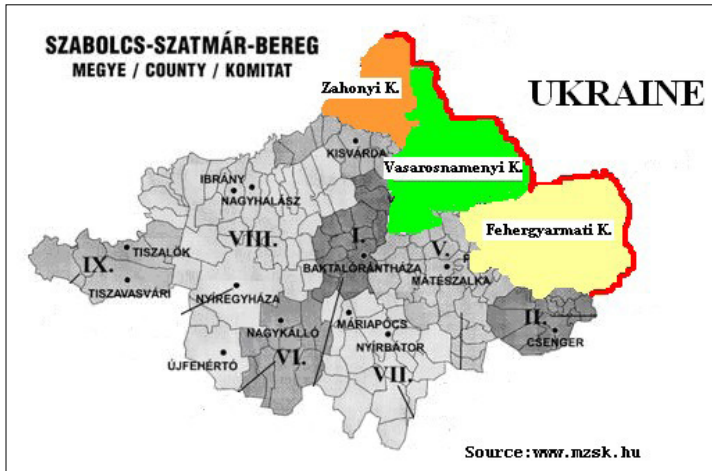 SZABOLCS-SZATMÁR-BEREG
MEGYE / COUNTY / KOMITAT
UKRAINE
Zahonyi K.
KISVÁRDA
Vasarosnamenyi K.
IBRÁNY
NAGYHALÁSZ
Fehergyarmati K.
VIII.
I.
V.
TISZALÖK
IX.
BAKTALÓRÁNTHÁZA
MÁTÉSZALKA
TISZAVASVÁRI
NYÍREGYHÁZA
II.
NAGYKÁLLÓ
MÁRIAPÓCS
CSENGER
NYÍRBÁTOR
ÚJFEHÉRTÓ
VI.
VII.
Source:www.mzsk.hu